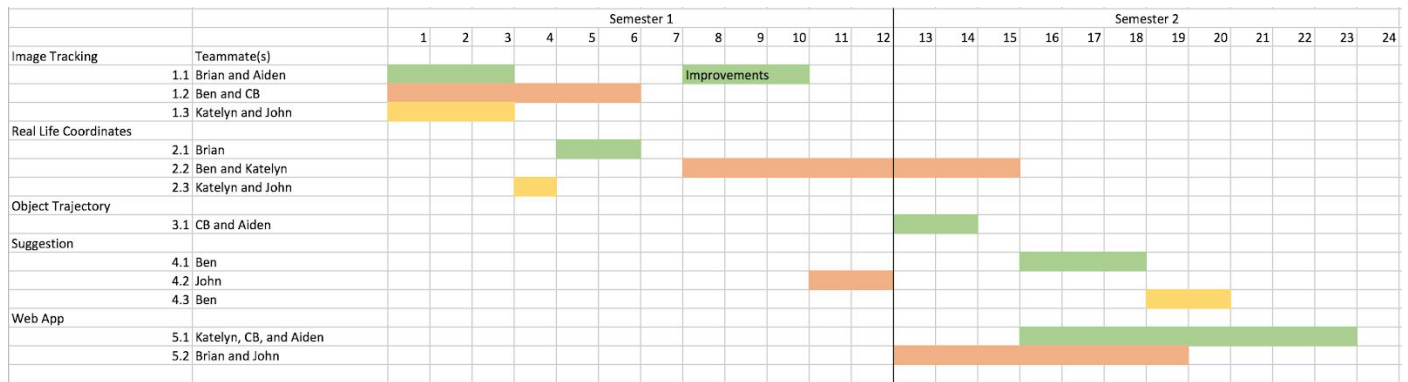 Semester 1 Semester 2
1 2 3 4 5 6 7 8 9 10 11 12 13 14 15 16 17 18 19 20 21 22 23 24
Image Tracking Teammate(s)
1.1 Brian and Aiden Improvements
1.2 Ben and CB
1.3 Katelyn and John
Real Life Coordinates
2.1 Brian
2.2 Ben and Katelyn
2.3 Katelyn and John
Object Trajectory
3.1 CB and Aiden
Suggestion
4.1 Ben
4.2 John
4.3 Ben
Web App
5.1 Katelyn, CB, and Aiden
5.2 Brian and John